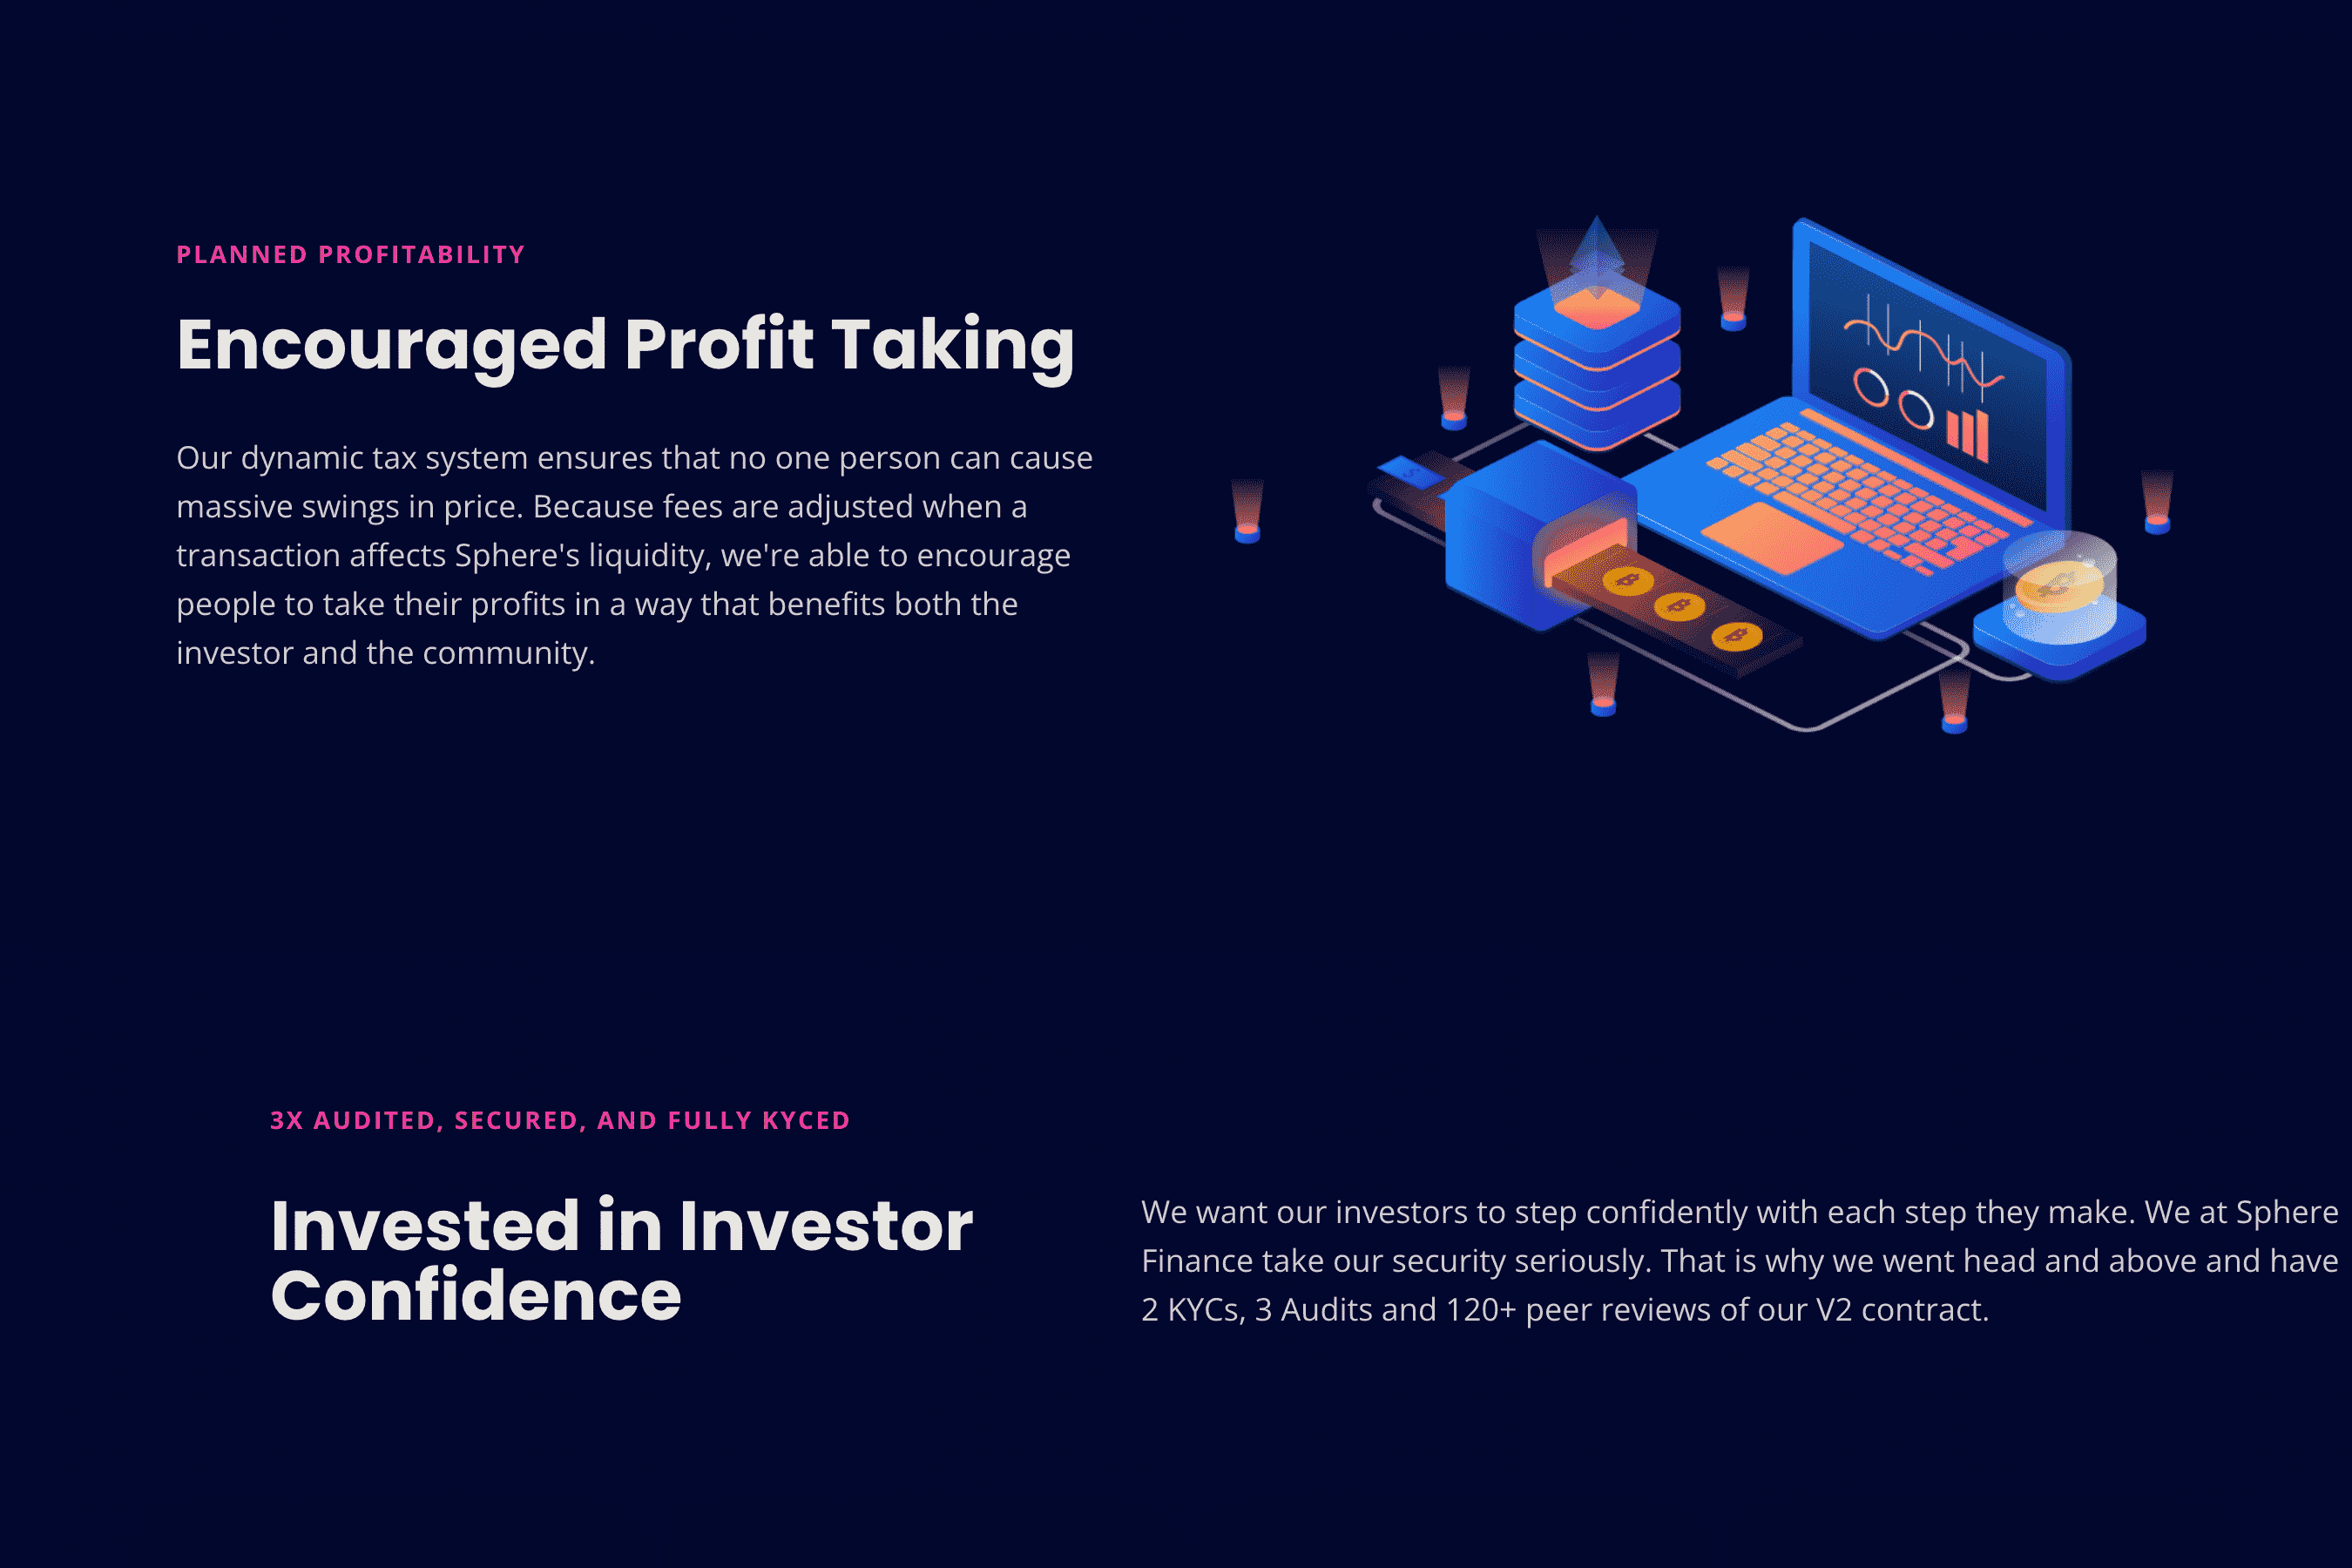 PLANNED PROFITABILITY
Encouraged Profit Taking
Our dynamic tax system ensures that no one person can cause
massive swings in price. Because fees are adjusted when a
transaction affects Sphere's liquidity, we're able to encourage
people to take their profits in a way that benefits both the
investor and the community.
3X AUDITED, SECURED, AND FULLY KYCED
Invested in Investor
Confidence
We want our investors to step confidently with each step they make. We at Sphere
Finance take our security seriously. That is why we went head and above and have
2 KYCs, 3 Audits and 120+ peer reviews of our V2 contract.